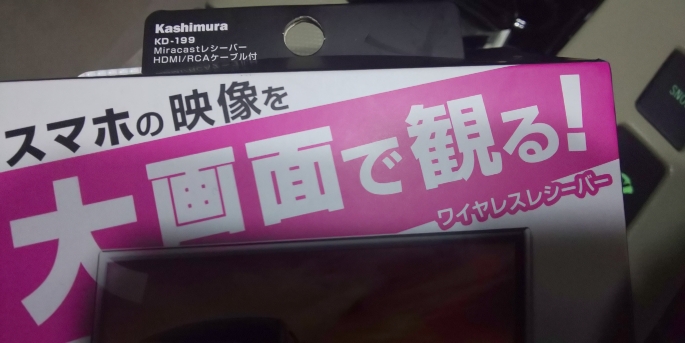 Kashimura
KD-199
Miracastレシーバー
HDMI/RCAケーブル付
スマホの映像を
大画面で観る!
ワイヤレスレシーバー